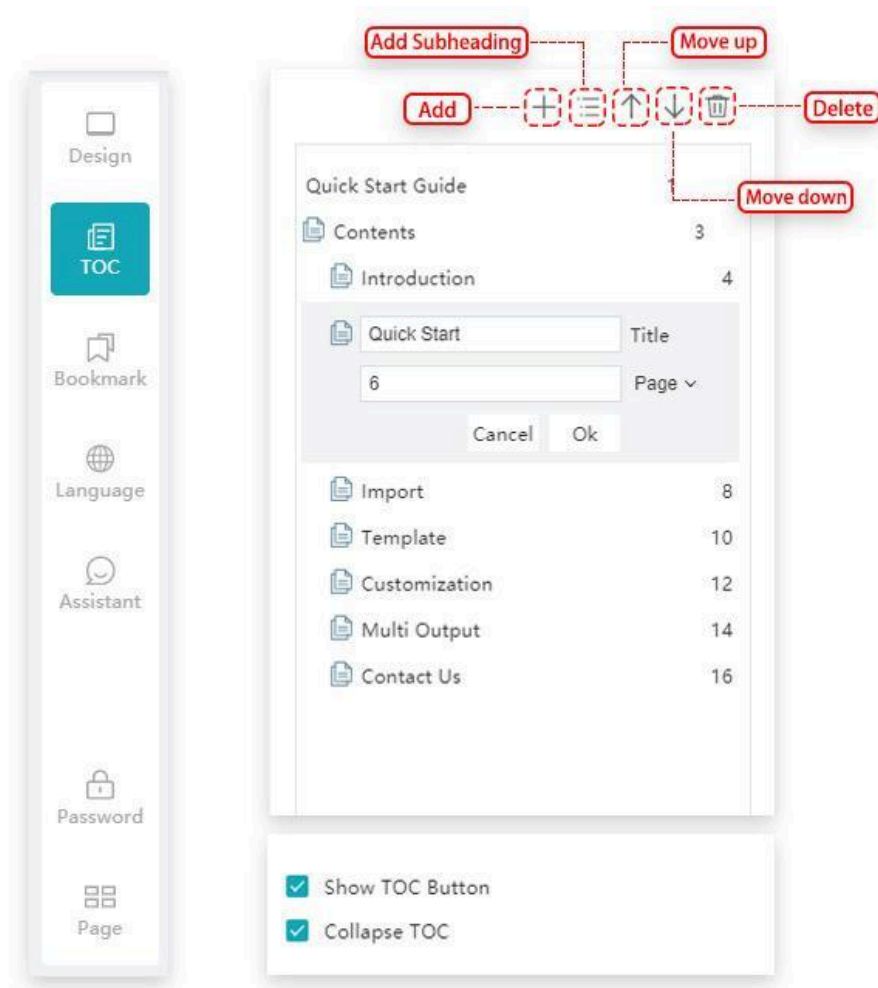 Add Subheading
Move up
Add
Delete
Move down
Design
TOC
Bookmark
Language
Assistant
Password
Page
Quick Start Guide 1
Contents 3
Introduction 4
Quick Start Title
6 Page
Cancel Ok
Import 8
Template 10
Customization 12
Multi Output 14
Contact Us 16
Show TOC Button
Collapse TOC